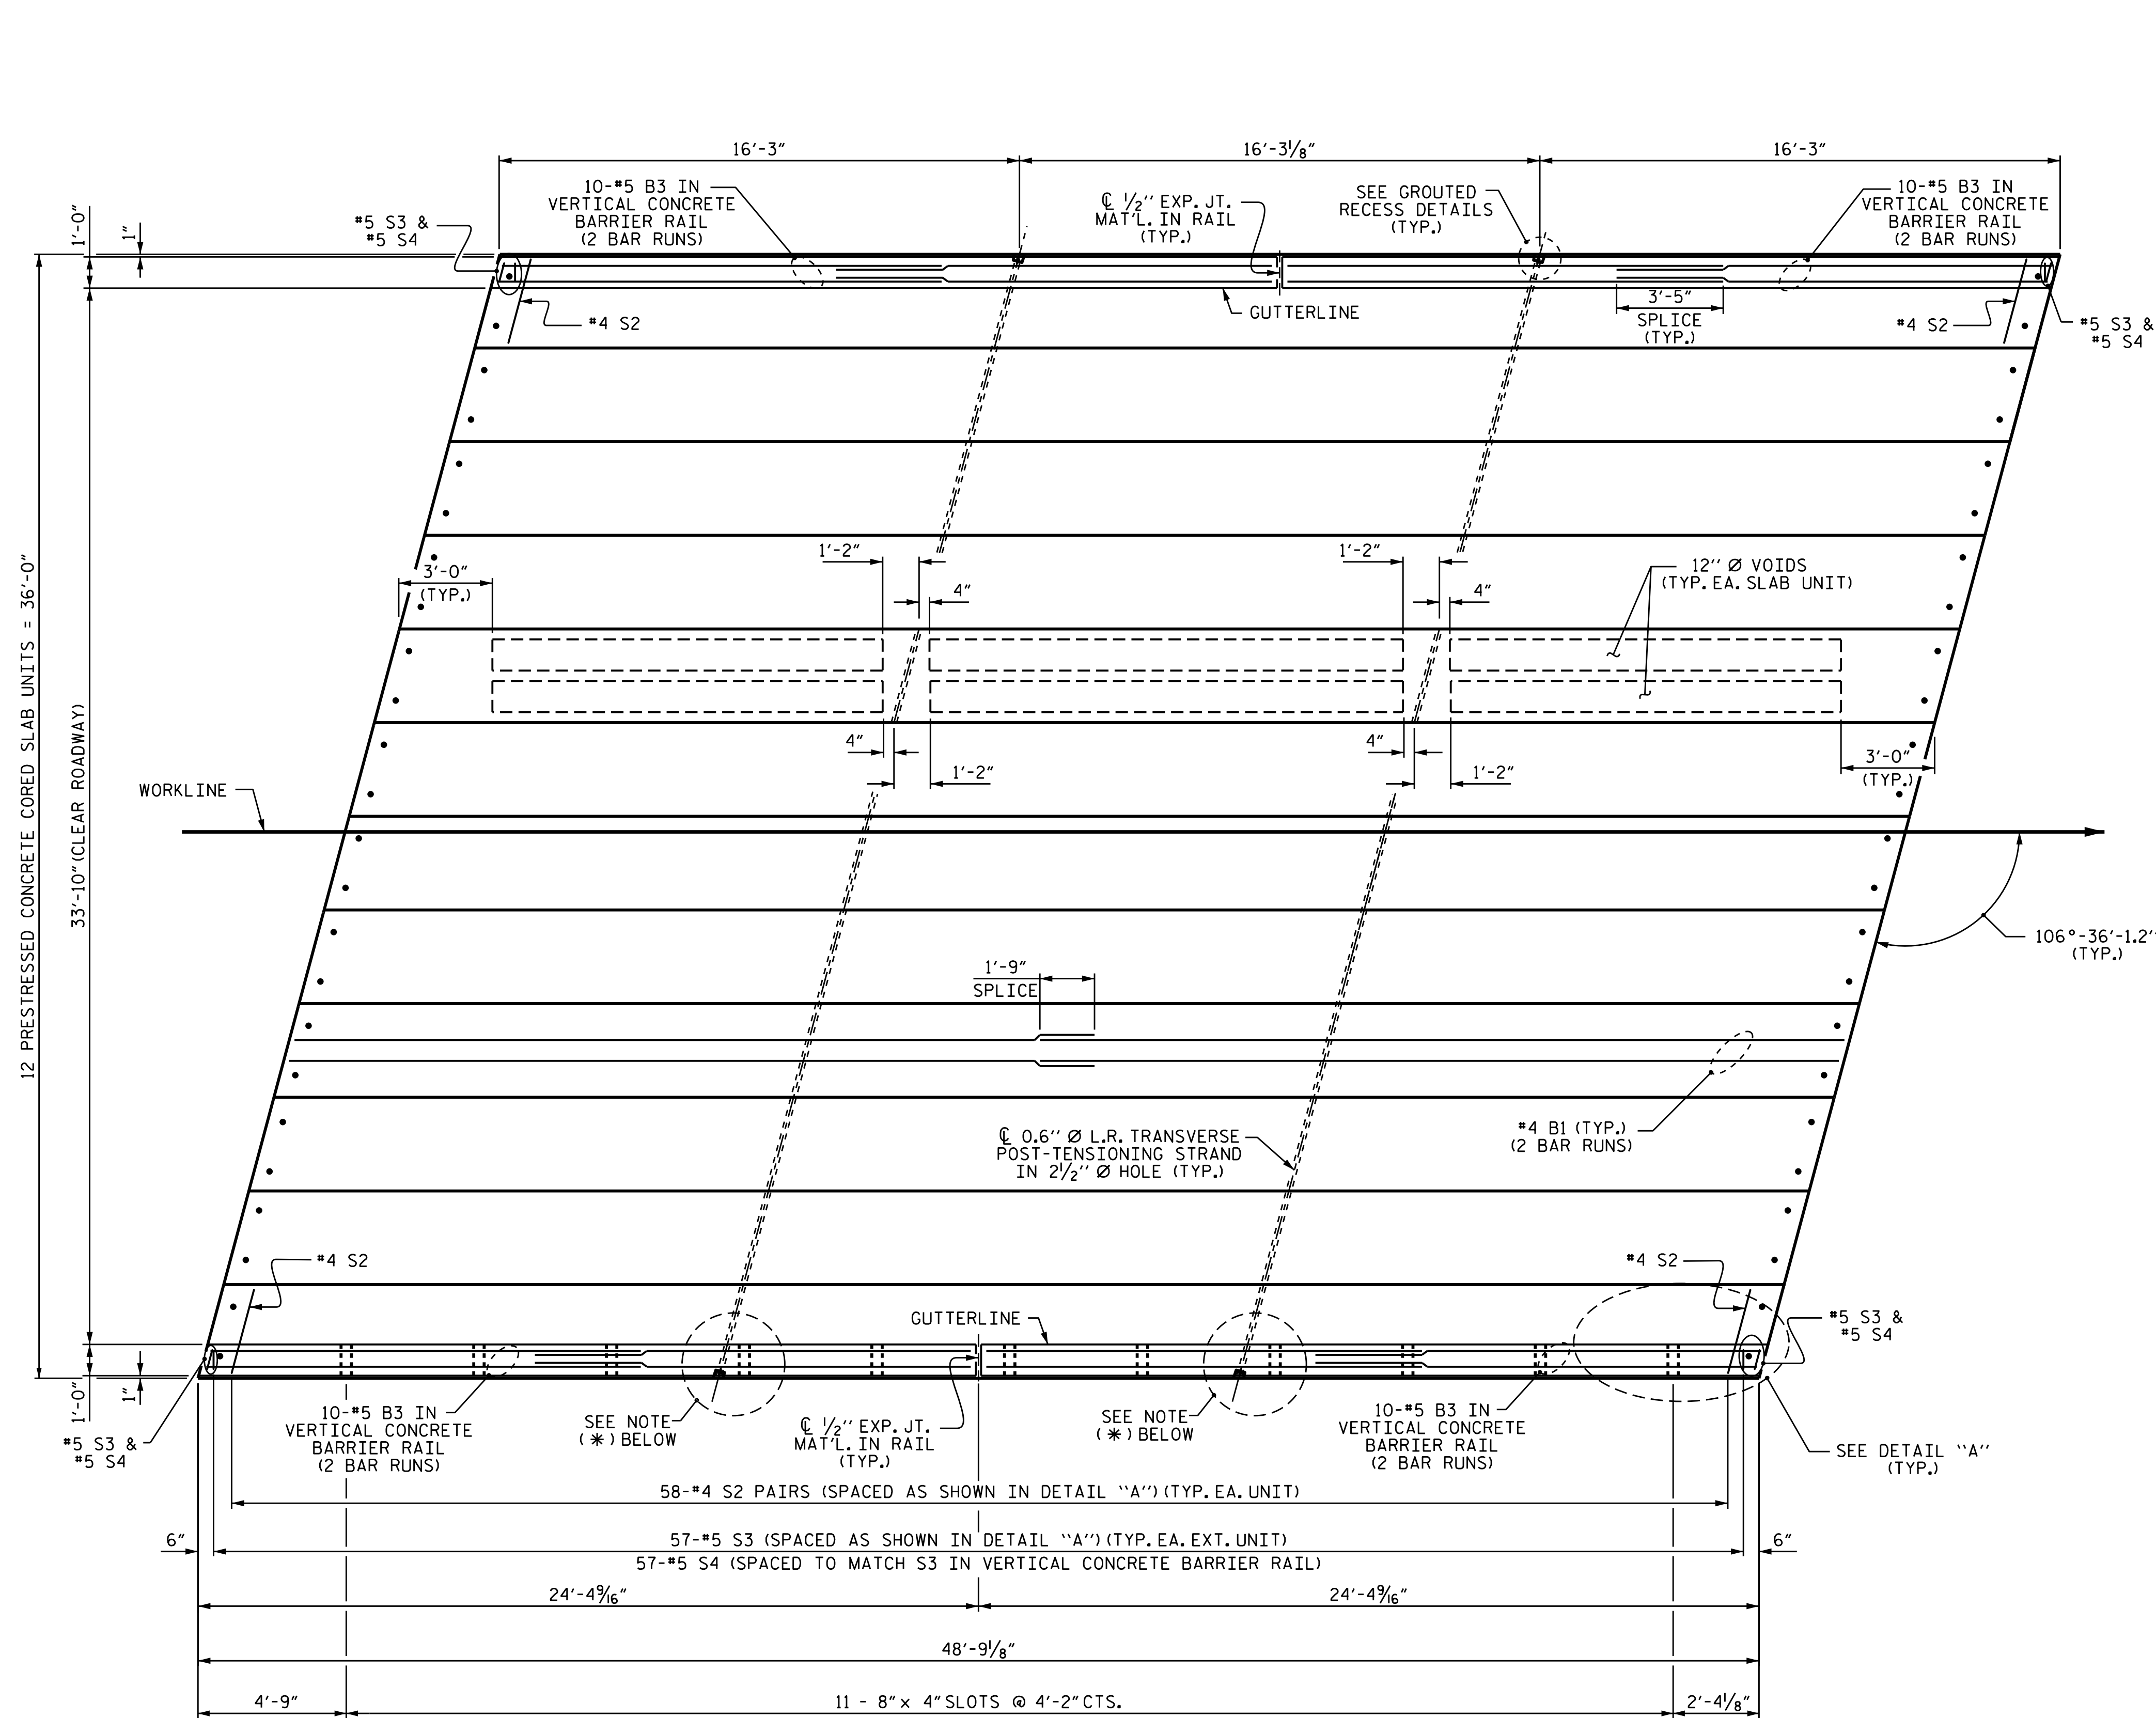 16'-3"
16'-3 1/8"
16'-3"
10-#5 B3 IN
VERTICAL CONCRETE
BARRIER RAIL
(2 BAR RUNS)
℄ 1/2" EXP. JT.
MAT'L. IN RAIL
(TYP.)
SEE GROUTED
RECESS DETAILS
(TYP.)
10-#5 B3 IN
VERTICAL CONCRETE
BARRIER RAIL
(2 BAR RUNS)
1'-0"
1"
#5 S3 &
#5 S4
#4 S2
GUTTERLINE
3'-5"
SPLICE
(TYP.)
#4 S2
#5 S3 &
#5 S4
1'-2"
4"
1'-2"
4"
12" Ø VOIDS
(TYP. EA. SLAB UNIT)
3'-0"
(TYP.)
12 PRESTRESSED CONCRETE CORED SLAB UNITS = 36'-0"
33'-10" (CLEAR ROADWAY)
4"
1'-2"
4"
1'-2"
3'-0"
(TYP.)
WORKLINE
106°-36'-1.2"
(TYP.)
1'-9"
SPLICE
℄ 0.6" Ø L.R. TRANSVERSE
POST-TENSIONING STRAND
IN 2 1/2" Ø HOLE (TYP.)
#4 B1 (TYP.)
(2 BAR RUNS)
#4 S2
GUTTERLINE
#4 S2
#5 S3 &
#5 S4
1'-0"
1"
#5 S3 &
#5 S4
10-#5 B3 IN
VERTICAL CONCRETE
BARRIER RAIL
(2 BAR RUNS)
SEE NOTE
(✳) BELOW
℄ 1/2" EXP. JT.
MAT'L. IN RAIL
(TYP.)
SEE NOTE
(✳) BELOW
10-#5 B3 IN
VERTICAL CONCRETE
BARRIER RAIL
(2 BAR RUNS)
SEE DETAIL "A"
(TYP.)
58-#4 S2 PAIRS (SPACED AS SHOWN IN DETAIL "A") (TYP. EA. UNIT)
6"
57-#5 S3 (SPACED AS SHOWN IN DETAIL "A") (TYP. EA. EXT. UNIT)
6"
57-#5 S4 (SPACED TO MATCH S3 IN VERTICAL CONCRETE BARRIER RAIL)
24'-4 9/16"
24'-4 9/16"
48'-9 1/8"
4'-9"
11 - 8" x 4" SLOTS @ 4'-2" CTS.
2'-4 1/8"